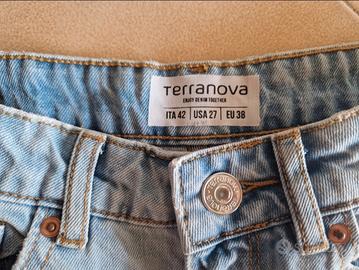 Terranova
ENJOY DENIM TOGETHER
ITA 42 | USA 27 | EU 38